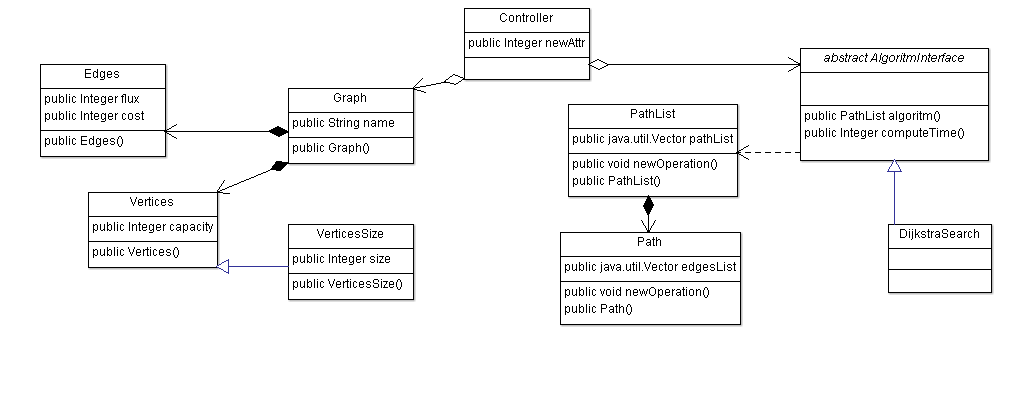 Controller
public Integer newAttr
Edges
public Integer flux
public Integer cost
public Edges()
Graph
public String name
public Graph()
abstract AlgoritmInterface
public PathList algoritm()
public Integer computeTime()
PathList
public java.util.Vector pathList
public void newOperation()
public PathList()
Vertices
public Integer capacity
public Vertices()
VerticesSize
public Integer size
public VerticesSize()
Path
public java.util.Vector edgesList
public void newOperation()
public Path()
DijkstraSearch